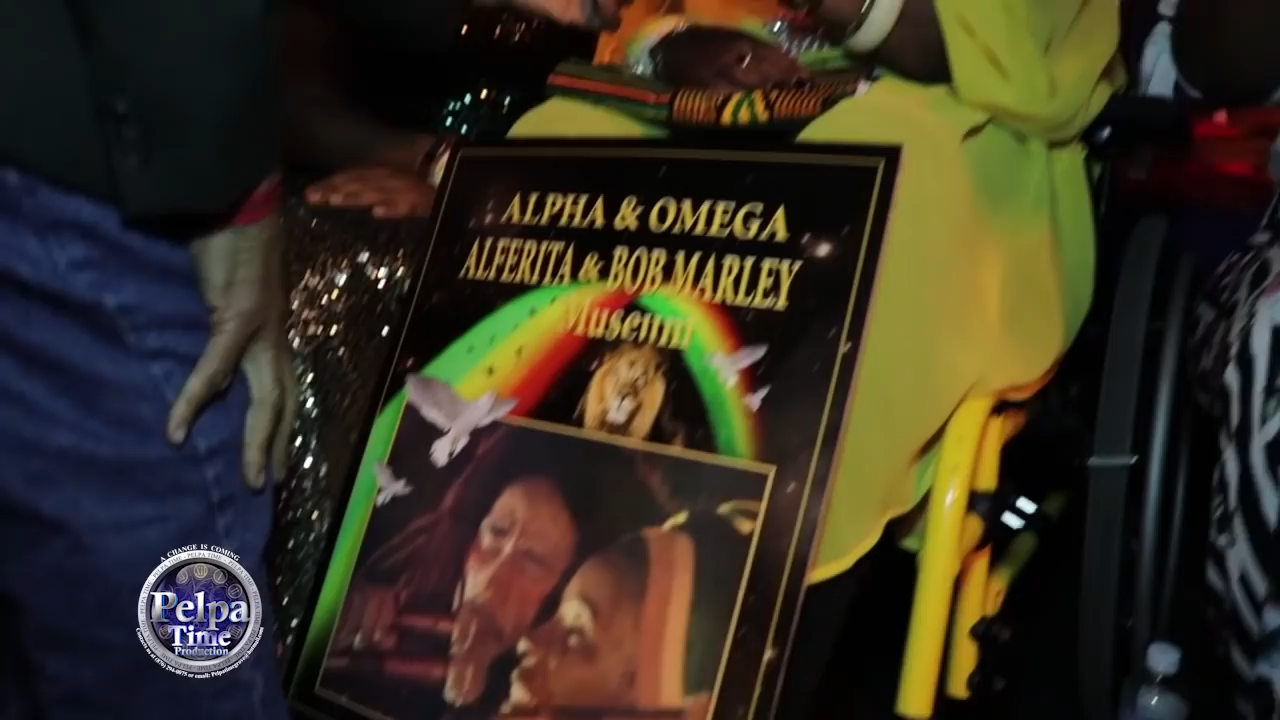 ALPHA & OMEGA
ALFERITA & BOB MARLEY
Museum
A CHANGE IS COMING
Pelpa
Time
Production